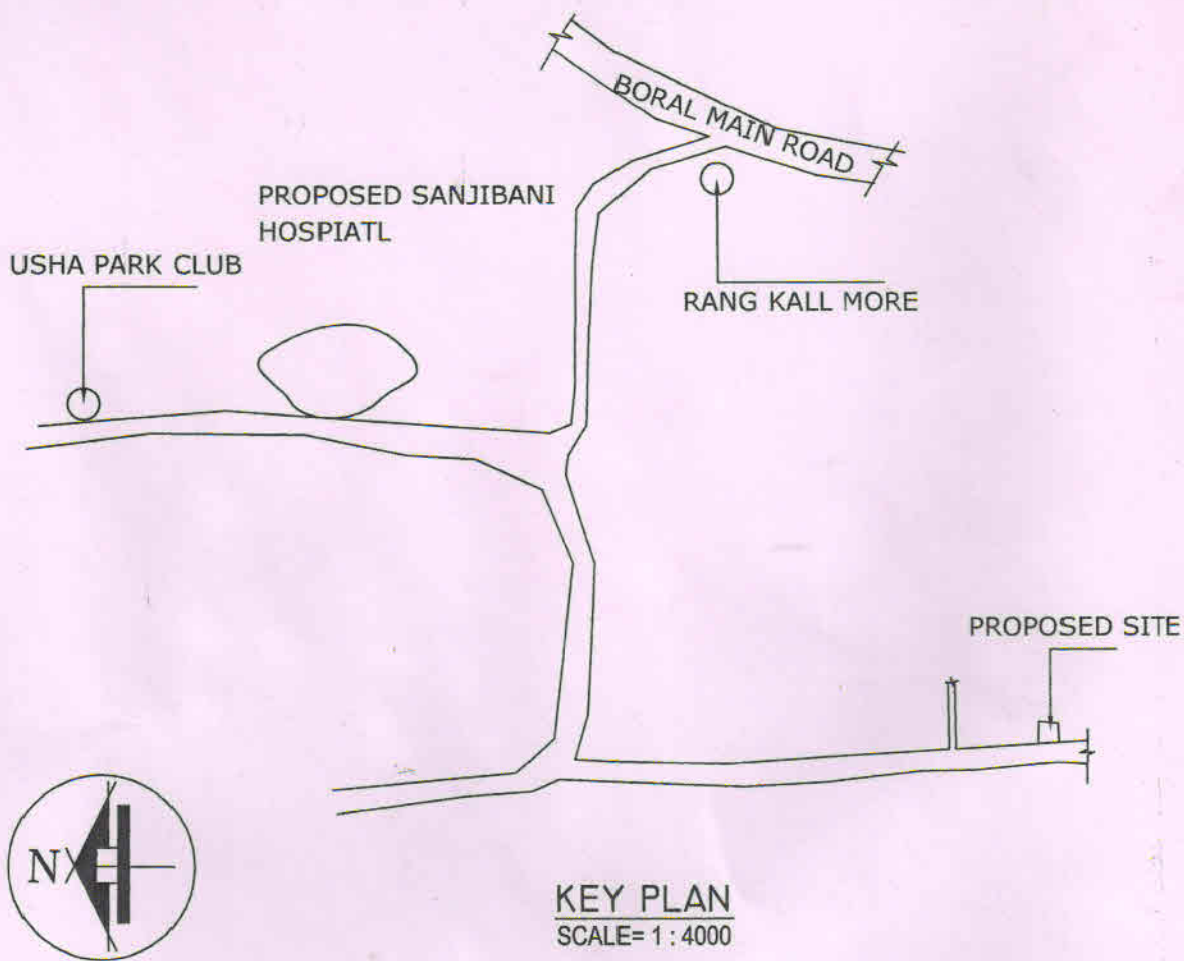 BORAL MAIN ROAD
PROPOSED SANJIBANI
HOSPIATL
USHA PARK CLUB
RANG KALL MORE
PROPOSED SITE
N
KEY PLAN
SCALE= 1 : 4000